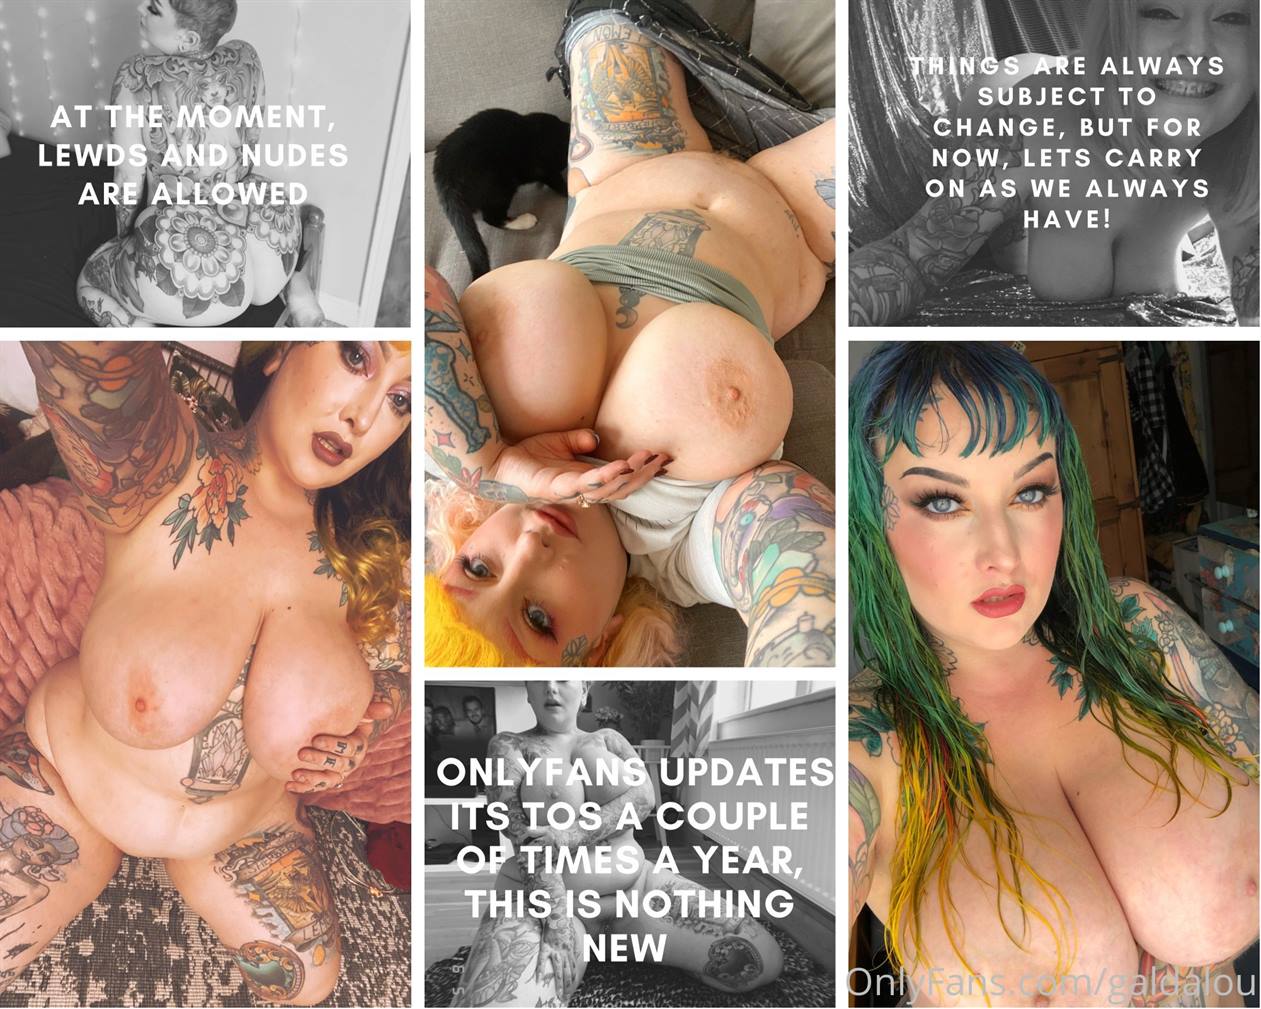 AT THE MOMENT,
LEWDS AND NUDES
ARE ALLOWED
THINGS ARE ALWAYS
SUBJECT TO
CHANGE, BUT FOR
NOW, LETS CARRY
ON AS WE ALWAYS
HAVE!
ONLYFANS UPDATES
ITS TOS A COUPLE
OF TIMES A YEAR,
THIS IS NOTHING
NEW
OnlyFans.com/galdalou